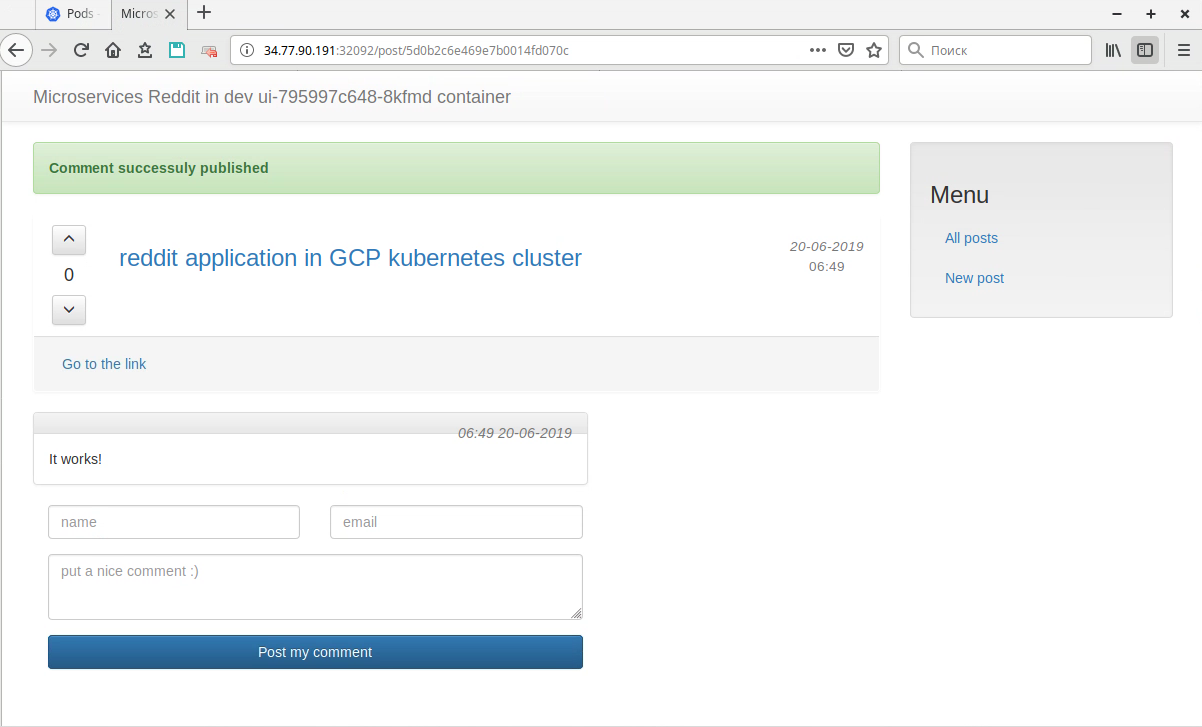 Pods
Micros
34.77.90.191:32092/post/5d0b2c6e469e7b0014fd070c
Поиск
Microservices Reddit in dev ui-795997c648-8kfmd container
Comment successuly published
0
reddit application in GCP kubernetes cluster
20-06-2019
06:49
Go to the link
Menu
All posts
New post
06:49 20-06-2019
It works!
name
email
put a nice comment :)
Post my comment